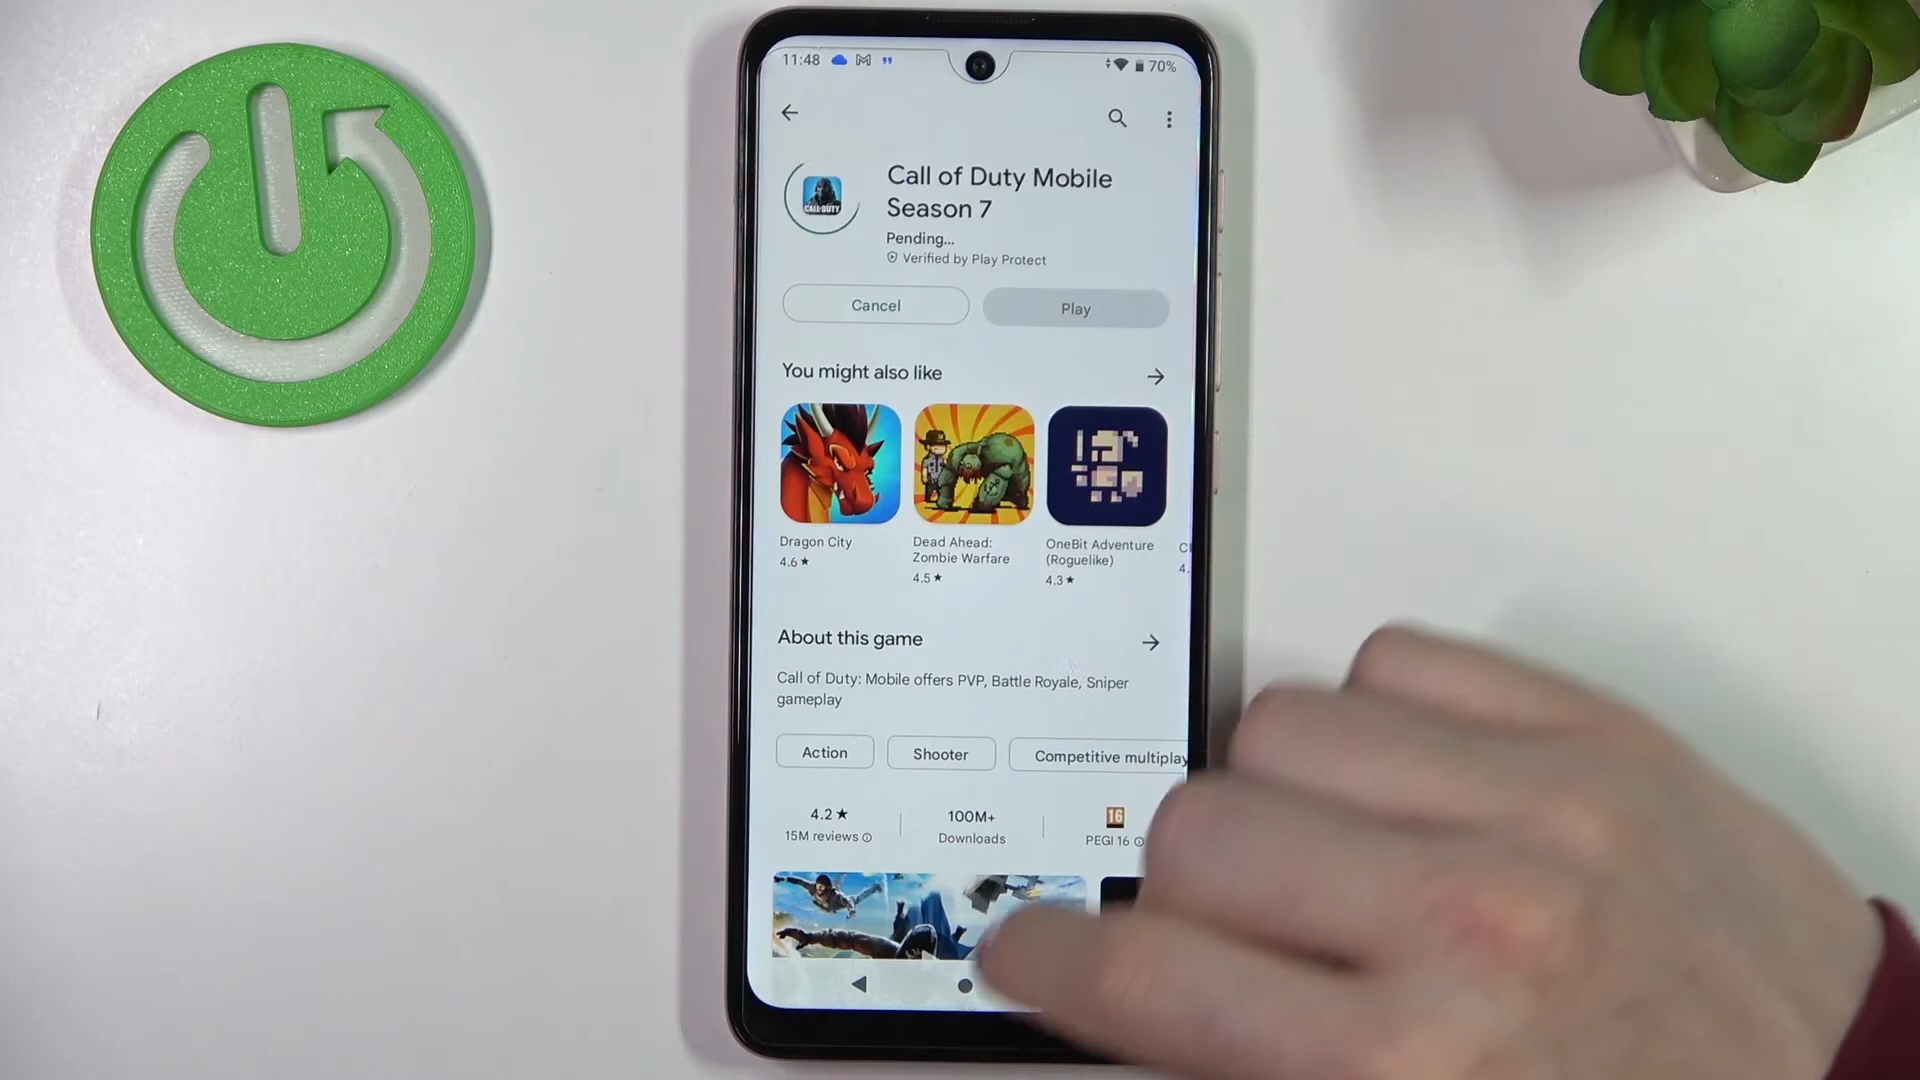 11:48
70%
Call of Duty Mobile
Season 7
Pending...
Verified by Play Protect
Cancel
Play
You might also like
Dragon City
4.6★
Dead Ahead:
Zombie Warfare
4.5★
OneBit Adventure
(Roguelike)
4.3★
4.
About this game
Call of Duty: Mobile offers PVP, Battle Royale, Sniper
gameplay
Action
Shooter
Competitive multiplay
4.2★
15M reviews
100M+
Downloads
16
PEGI 16
CALL·DUTY